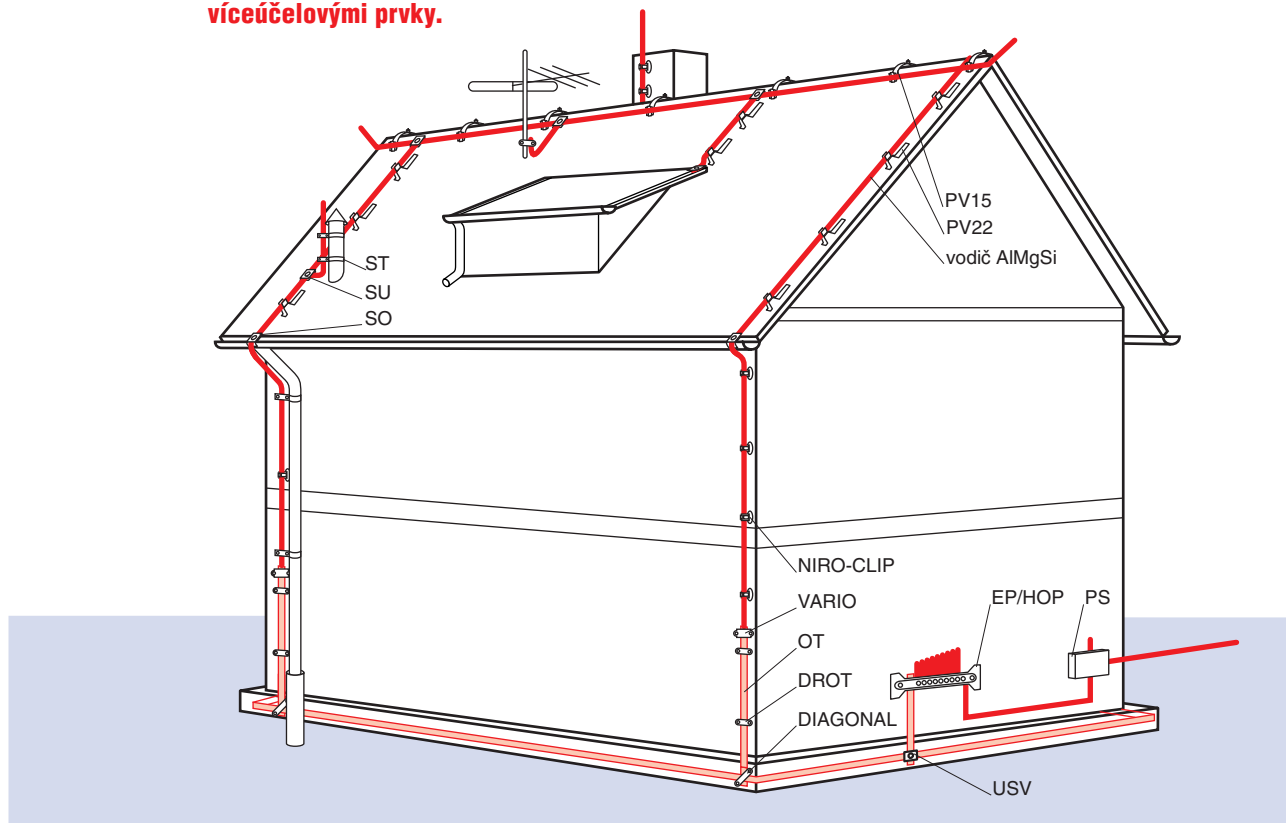 víceúčelovými prvky.
PV15
PV22
vodič AlMgSi
ST
SU
SO
NIRO-CLIP
VARIO
EP/HOP
PS
OT
DROT
DIAGONAL
USV